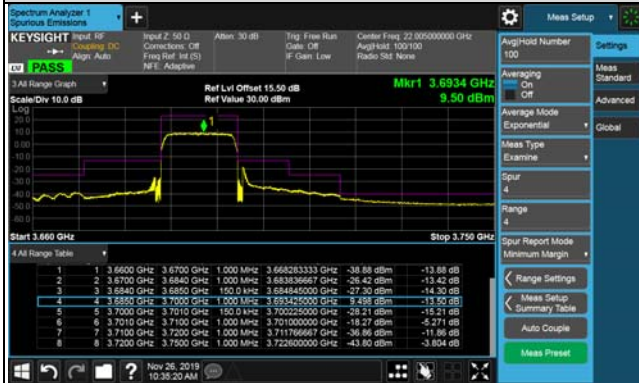 Spectrum Analyzer 1
Spurious Emissions
+
Meas Setup
KEYSIGHT Input: RF
Coupling: DC
Align: Auto
Input Z: 50 Ω
Corrections: Off
Freq Ref: Int (S)
NFE: Adaptive
Atten: 30 dB
Trig: Free Run
Gate: Off
IF Gain: Low
Center Freq: 22.005000000 GHz
Avg|Hold: 100/100
Radio Std: None
LXI PASS
3 All Range Graph
Scale/Div 10.0 dB
Ref Lvl Offset 15.50 dB
Ref Value 30.00 dBm
Mkr1 3.6934 GHz
9.50 dBm
Log
20.0
10.0
0.00
-10.0
-20.0
-30.0
-40.0
-50.0
-60.0
1
Start 3.660 GHz
Stop 3.750 GHz
4 All Range Table
1 1 3.6600 GHz 3.6700 GHz 1.000 MHz 3.668283333 GHz -38.88 dBm -13.88 dB
2 2 3.6700 GHz 3.6840 GHz 1.000 MHz 3.683836667 GHz -26.42 dBm -13.42 dB
3 3 3.6840 GHz 3.6850 GHz 150.0 kHz 3.684845000 GHz -27.30 dBm -14.30 dB
4 4 3.6850 GHz 3.7000 GHz 1.000 MHz 3.693425000 GHz 9.498 dBm -13.50 dB
5 5 3.7000 GHz 3.7010 GHz 150.0 kHz 3.700225000 GHz -28.21 dBm -15.21 dB
6 6 3.7010 GHz 3.7100 GHz 1.000 MHz 3.701000000 GHz -18.27 dBm -5.271 dB
7 7 3.7100 GHz 3.7200 GHz 1.000 MHz 3.711766667 GHz -36.86 dBm -11.86 dB
8 8 3.7200 GHz 3.7500 GHz 1.000 MHz 3.722600000 GHz -43.80 dBm -3.804 dB
Avg|Hold Number
100
Averaging
On
Off
Average Mode
Exponential
Meas Type
Examine
Spur
4
Range
4
Spur Report Mode
Minimum Margin
Range Settings
Meas Setup
Summary Table
Auto Couple
Meas Preset
Settings
Meas
Standard
Advanced
Global
?
Nov 26, 2019
10:35:20 AM